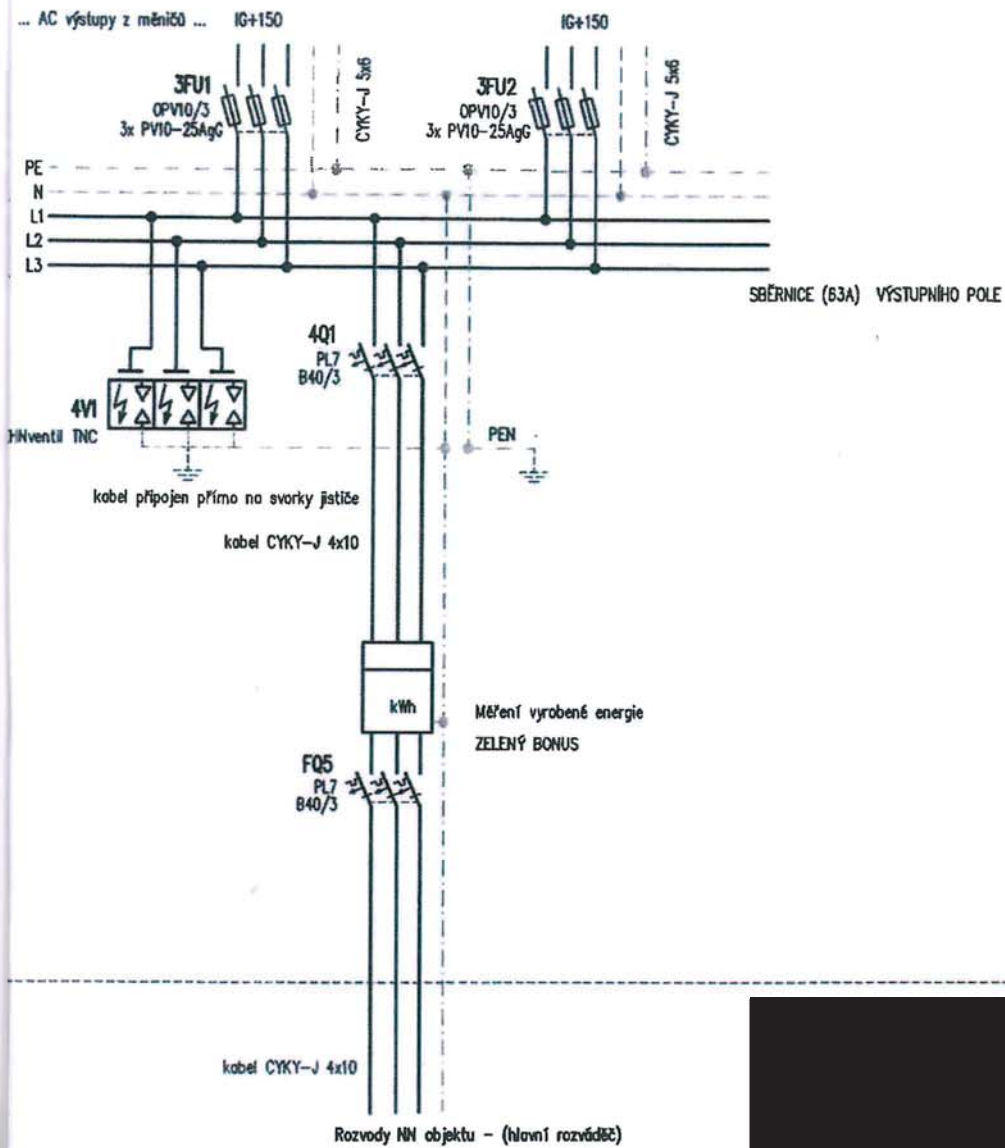 ... AC výstupy z měničů ...
IG+150
IG+150
3FU1
OPV10/3
3x PV10-25AgG
CYKY-J 5x6
3FU2
OPV10/3
3x PV10-25AgG
CYKY-J 5x6
PE
N
L1
L2
L3
SBĚRNICE (63A) VÝSTUPNÍHO POLE
4Q1
PL7
B40/3
4V1
HNventil TNC
PEN
kabel připojen přímo na svorky jističe
kabel CYKY-J 4x10
kWh
Měření vyrobené energie
ZELENÝ BONUS
FQ5
PL7
B40/3
kabel CYKY-J 4x10
Rozvody NN objektu - (hlavní rozváděč)